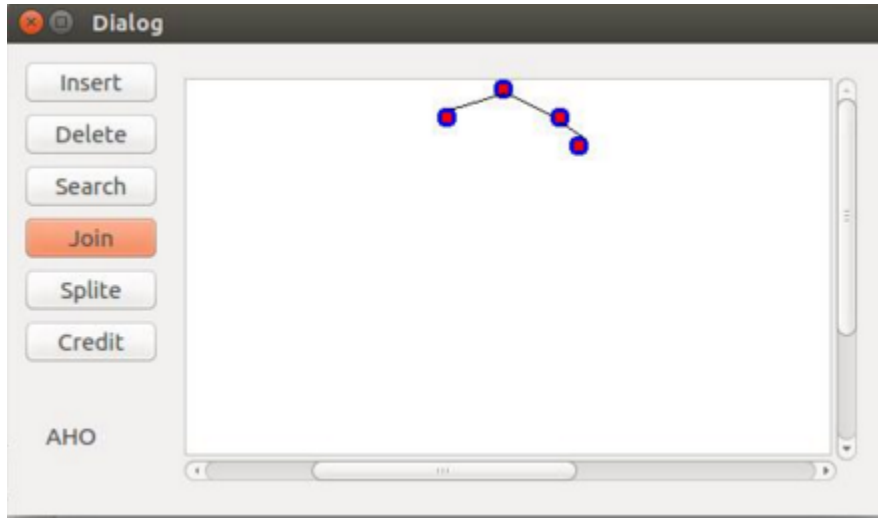 Dialog
Insert
Delete
Search
Join
Splite
Credit
AHO